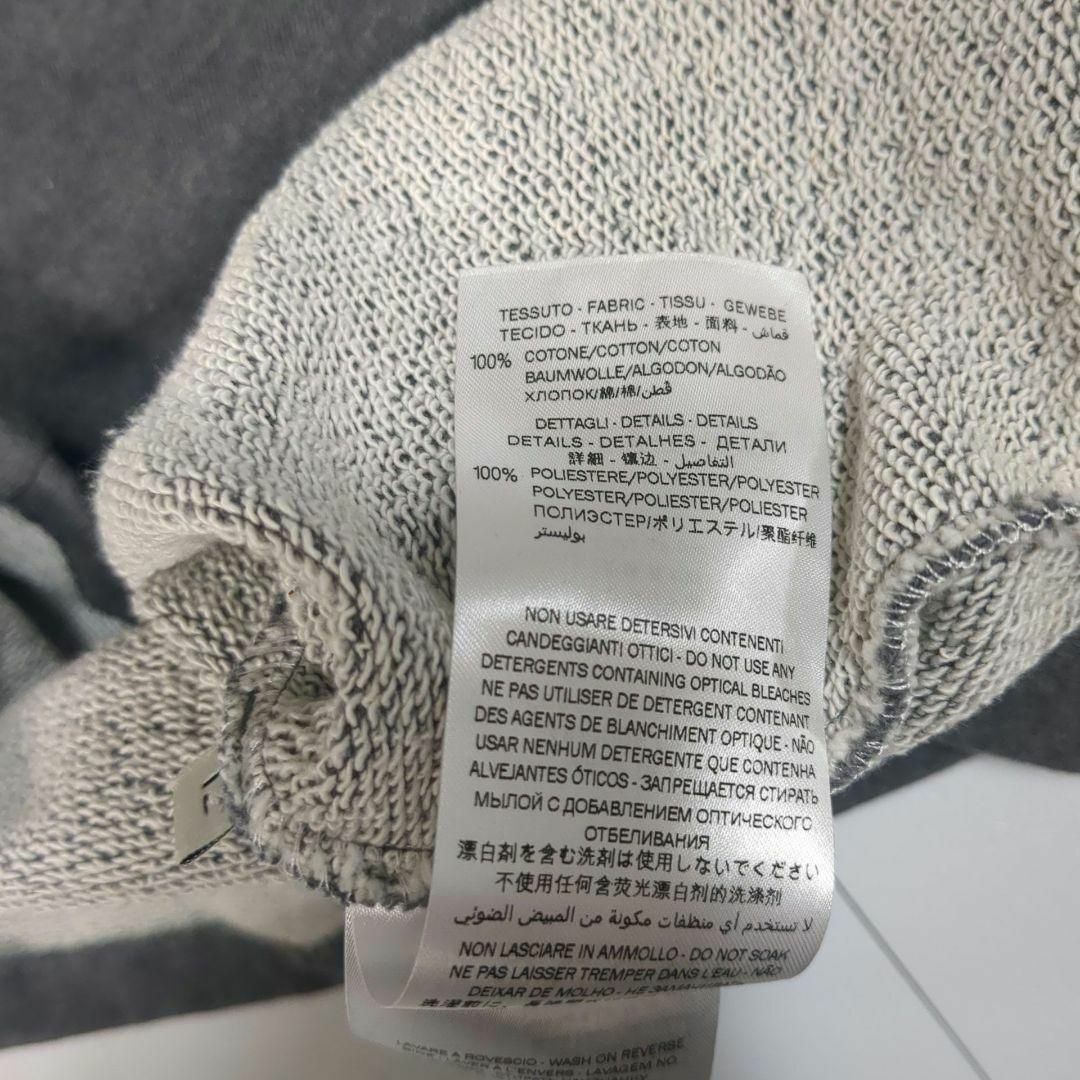 TESSUTO - FABRIC - TISSU - GEWEBE
TECIDO - ТКАНЬ - 表地 - 面料 - قماش
100% COTONE/COTTON/COTON
BAUMWOLLE/ALGODON/ALGODÃO
ХЛОПОК/綿/棉/قطن
DETTAGLI - DETAILS - DETAILS
DETAILS - DETALHES - ДЕТАЛИ
詳細 - 镶边 - التفاصيل
100% POLIESTERE/POLYESTER/POLYESTER
POLYESTER/POLIESTER/POLIESTER
ПОЛИЭСТЕР/ポリエステル/聚酯纤维
بوليستر
NON USARE DETERSIVI CONTENENTI
CANDEGGIANTI OTTICI - DO NOT USE ANY
DETERGENTS CONTAINING OPTICAL BLEACHES
NE PAS UTILISER DE DETERGENT CONTENANT
DES AGENTS DE BLANCHIMENT OPTIQUE - NÃO
USAR NENHUM DETERGENTE QUE CONTENHA
ALVEJANTES ÓTICOS - ЗАПРЕЩАЕТСЯ СТИРАТЬ
МЫЛОЙ С ДОБАВЛЕНИЕМ ОПТИЧЕСКОГО
ОТБЕЛИВАНИЯ
漂白剤を含む洗剤は使用しないでください
不使用任何含荧光漂白剂的洗涤剂
لا تستخدم أي منظفات مكونة من المبيض الضوئي
NON LASCIARE IN AMMOLLO - DO NOT SOAK
NE PAS LAISSER TREMPER DANS L'EAU - NÃO
DEIXAR DE MOLHO - НЕ
LAVARE A ROVESCIO - WASH ON REVERSE
LAVER A L'ENVERS - LAVAGEM NO